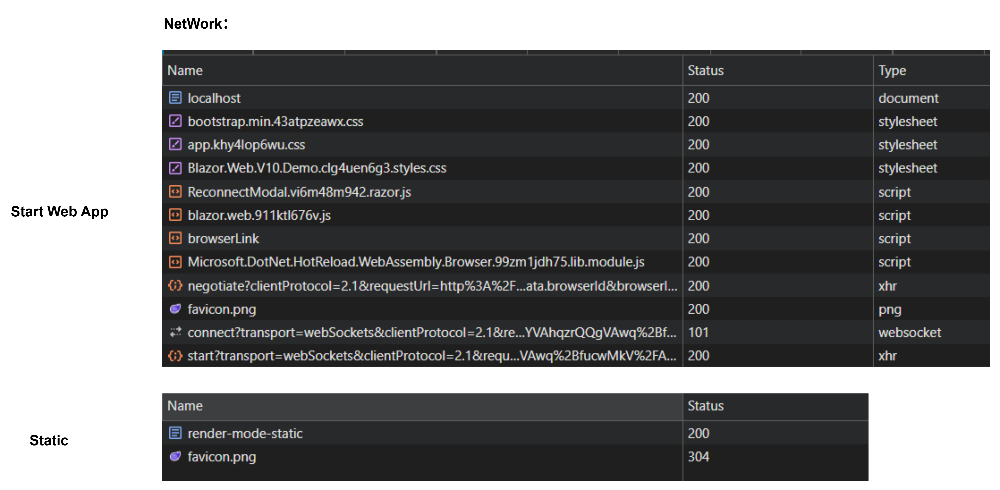 NetWork：
Name Status Type
localhost 200 document
bootstrap.min.43atpzeawx.css 200 stylesheet
app.khy4lop6wu.css 200 stylesheet
Blazor.Web.V10.Demo.clg4uen6g3.styles.css 200 stylesheet
ReconnectModal.vi6m48m942.razor.js 200 script
Start Web App
blazor.web.911ktl676v.js 200 script
browserLink 200 script
Microsoft.DotNet.HotReload.WebAssembly.Browser.99zm1jdh75.lib.module.js 200 script
negotiate?clientProtocol=2.1&requestUrl=http%3A%2F...ata.browserId&browserI... 200 xhr
favicon.png 200 png
connect?transport=webSockets&clientProtocol=2.1&re...YVAhqzrQQgVAwq%2Bf... 101 websocket
start?transport=webSockets&clientProtocol=2.1&requ...VAwq%2BfucwMkV%2FA... 200 xhr
Name Status
render-mode-static 200
Static
favicon.png 304